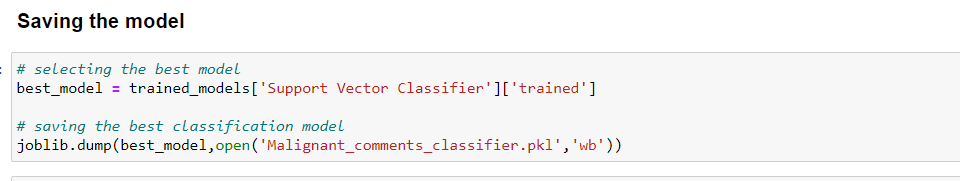 Saving the model
:
# selecting the best model
best_model = trained_models['Support Vector Classifier']['trained']
# saving the best classification model
joblib.dump(best_model,open('Malignant_comments_classifier.pkl','wb'))